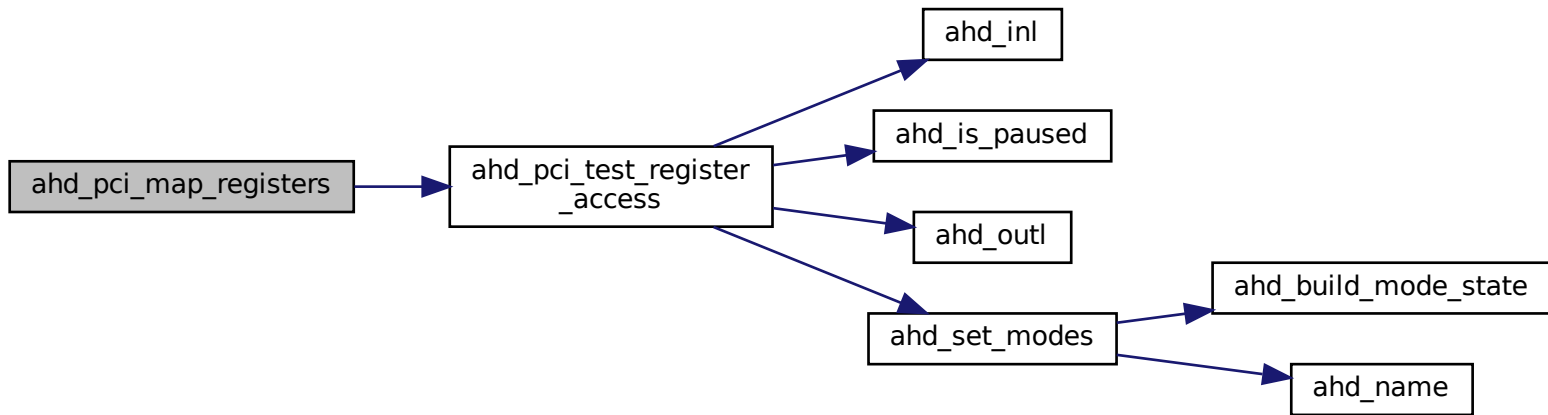 ahd_inl
ahd_is_paused
ahd_pci_map_registers
ahd_pci_test_register
_access
ahd_outl
ahd_build_mode_state
ahd_set_modes
ahd_name